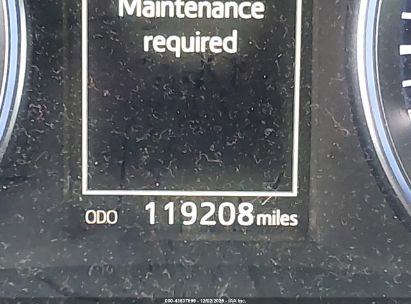 Maintenance
required
ODO 119208 miles